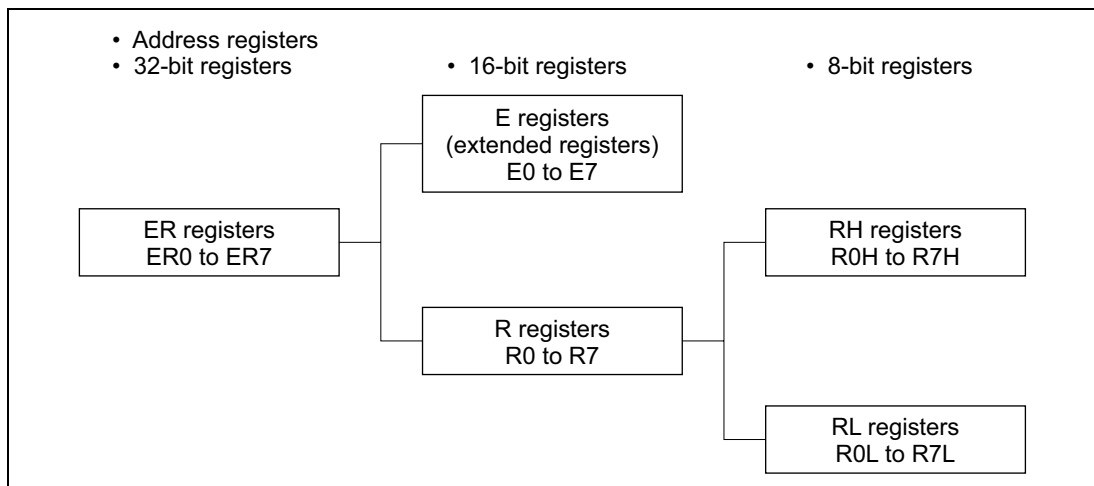 • Address registers
• 32-bit registers
• 16-bit registers
• 8-bit registers
E registers
(extended registers)
E0 to E7
ER registers
ER0 to ER7
RH registers
R0H to R7H
R registers
R0 to R7
RL registers
R0L to R7L